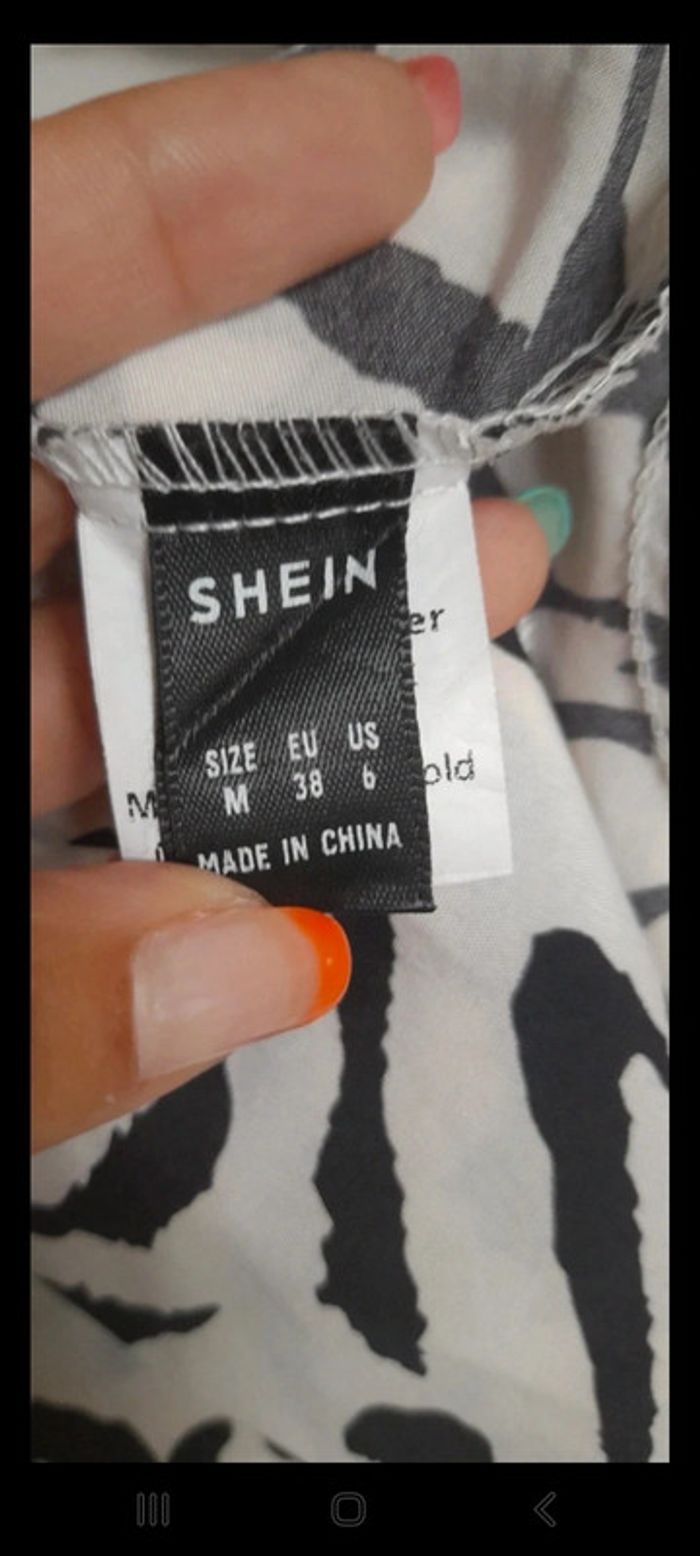 SHEIN
SIZE EU US
M 38 6
MADE IN CHINA